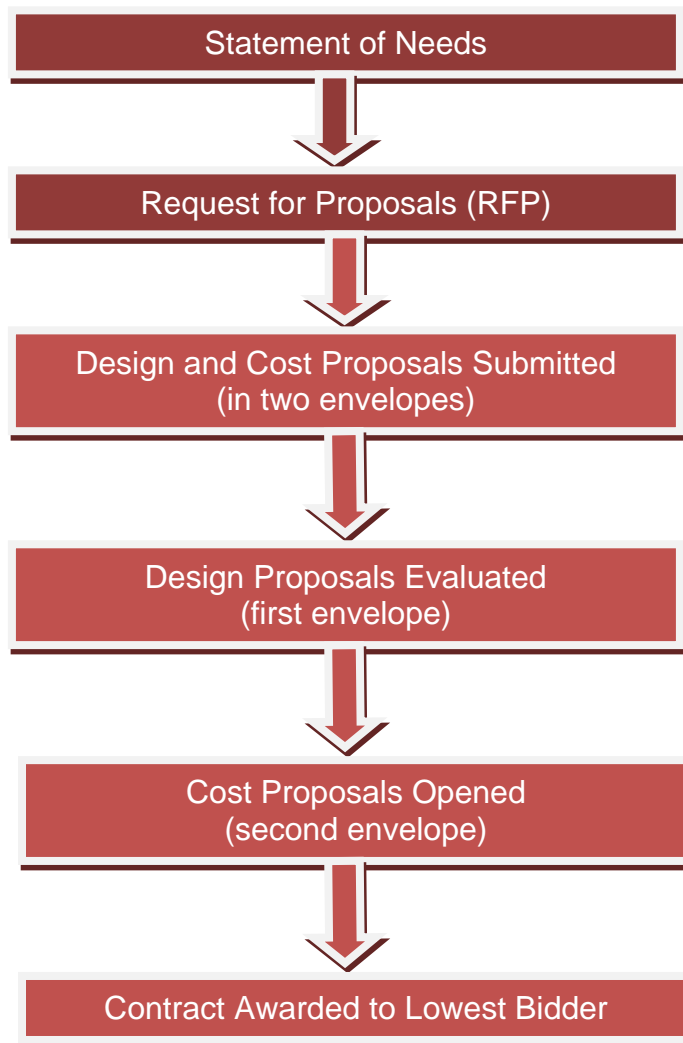 Statement of Needs
Request for Proposals (RFP)
Design and Cost Proposals Submitted
(in two envelopes)
Design Proposals Evaluated
(first envelope)
Cost Proposals Opened
(second envelope)
Contract Awarded to Lowest Bidder